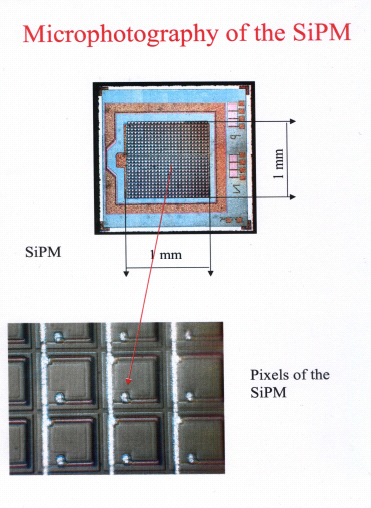 Microphotography of the SiPM
1 mm
SiPM
1 mm
Pixels of the
SiPM